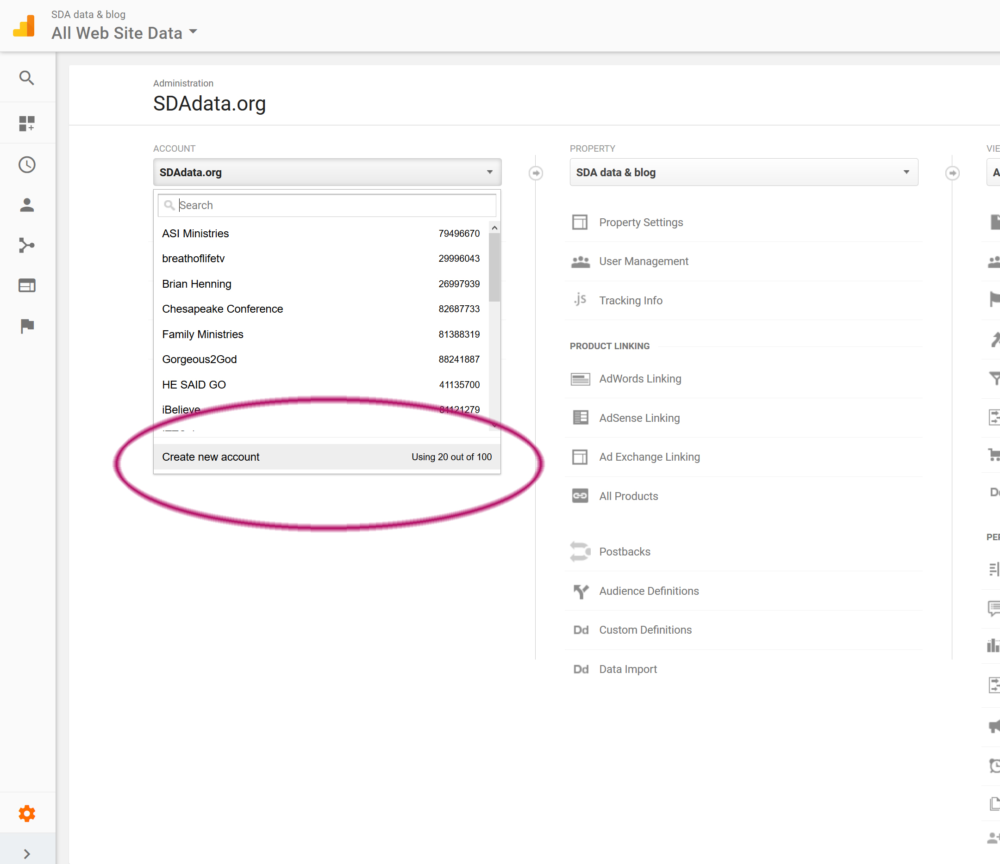 SDA data & blog
All Web Site Data
Administration
SDAdata.org
ACCOUNT
SDAdata.org
Search
ASI Ministries 79496670
breathoflifetv 29996043
Brian Henning 26997939
Chesapeake Conference 82687733
Family Ministries 81388319
Gorgeous2God 88241887
HE SAID GO 41135700
iBelieve 81121279
Create new account Using 20 out of 100
PROPERTY
SDA data & blog
Property Settings
User Management
.js Tracking Info
PRODUCT LINKING
AdWords Linking
AdSense Linking
Ad Exchange Linking
All Products
Postbacks
Audience Definitions
Dd Custom Definitions
Dd Data Import